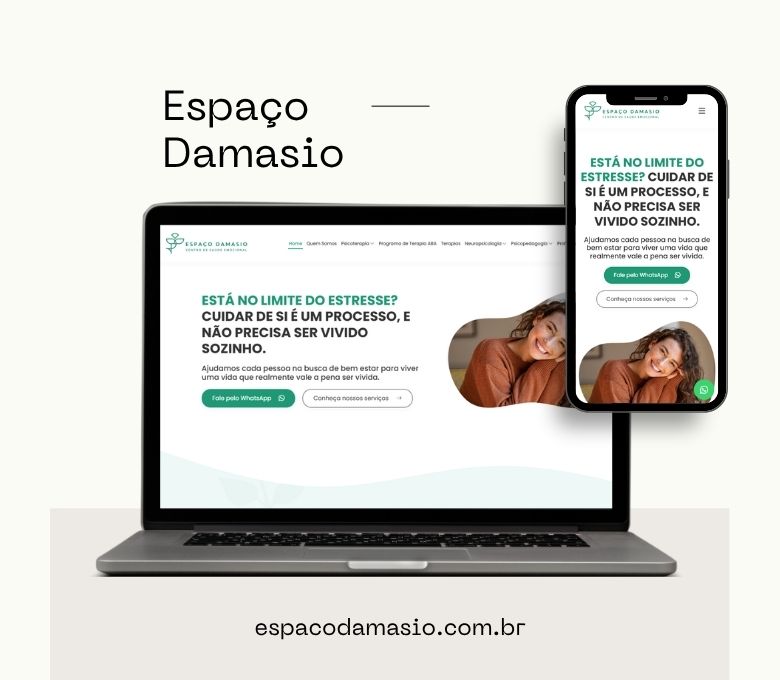 Espaço
Damasio
ESPAÇO DAMASIO
CENTRO DE SAÚDE EMOCIONAL
ESTÁ NO LIMITE DO
ESTRESSE? CUIDAR DE
SI É UM PROCESSO, E
NÃO PRECISA SER
VIVIDO SOZINHO.
Ajudamos cada pessoa na busca de
bem estar para viver uma vida que
realmente vale a pena ser vivida.
Fale pelo WhatsApp
Conheça nossos serviços
ESPAÇO DAMASIO
CENTRO DE SAÚDE EMOCIONAL
Home Quem Somos Psicoterapia Programa de Terapia ABA Terapias Neuropsicologia Psicopedagogia
ESTÁ NO LIMITE DO ESTRESSE?
CUIDAR DE SI É UM PROCESSO, E
NÃO PRECISA SER VIVIDO
SOZINHO.
Ajudamos cada pessoa na busca de bem estar para viver
uma vida que realmente vale a pena ser vivida.
Fale pelo WhatsApp Conheça nossos serviços
espacodamasio.com.br